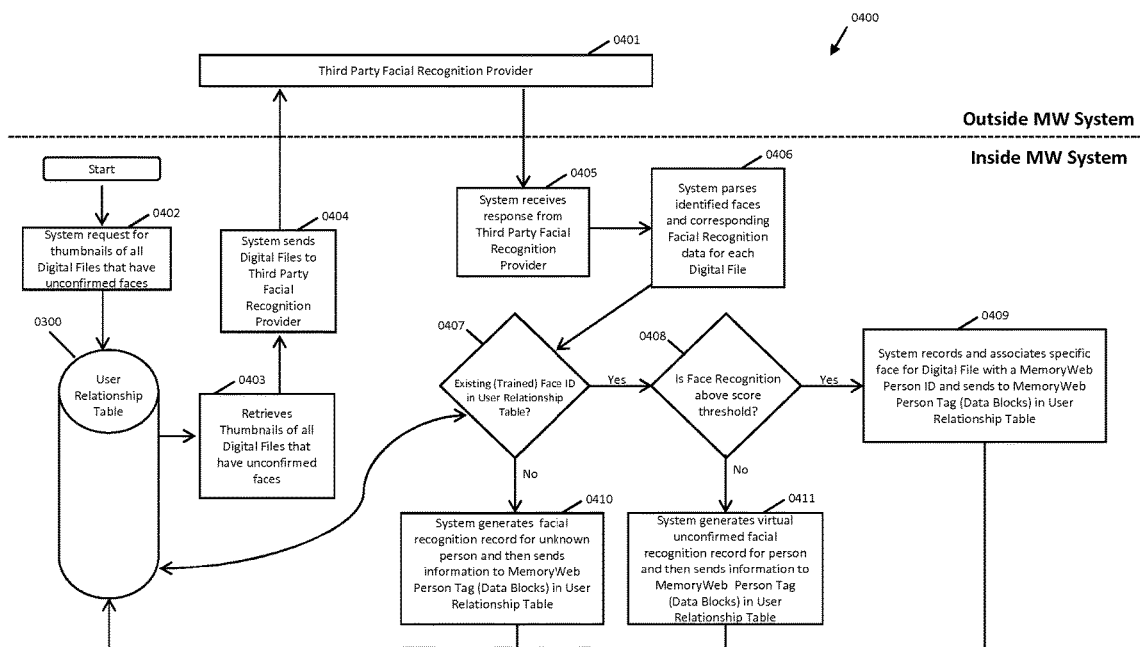 0400
0401
Third Party Facial Recognition Provider
Outside MW System
Inside MW System
Start
0402
System request for
thumbnails of all
Digital Files that have
unconfirmed faces
0404
System sends
Digital Files to
Third Party
Facial
Recognition
Provider
0405
System receives
response from
Third Party Facial
Recognition
Provider
0406
System parses
identified faces
and corresponding
Facial Recognition
data for each
Digital File
0300
User
Relationship
Table
0403
Retrieves
Thumbnails of all
Digital Files that
have unconfirmed
faces
0407
Existing (Trained) Face ID
in User Relationship
Table?
Yes
No
0408
Is Face Recognition
above score
threshold?
Yes
No
0409
System records and associates specific
face for Digital File with a MemoryWeb
Person ID and sends to MemoryWeb
Person Tag (Data Blocks) in User
Relationship Table
0410
System generates facial
recognition record for unknown
person and then sends
information to MemoryWeb
Person Tag (Data Blocks) in User
Relationship Table
0411
System generates virtual
unconfirmed facial
recognition record for person
and then sends information to
MemoryWeb Person Tag
(Data Blocks) in User
Relationship Table